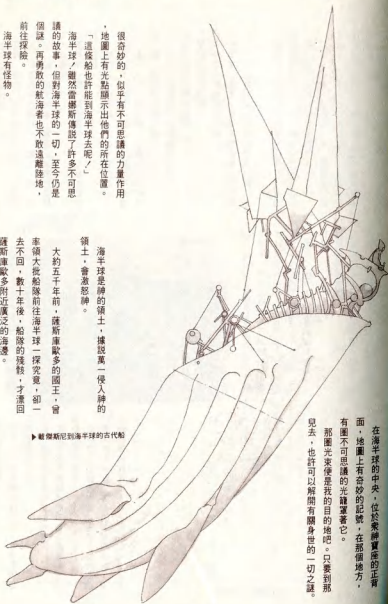 在海半球的中央，位於衆神寶座的正背
面，地圖上有奇妙的記號，在那個地方，
有圈不可思議的光籠罩著它。
那圈光束便是我的目的地吧。只要到那
兒去，也許可以解開有關身世的一切之謎。
很奇妙的，似乎有不可思議的力量作用
，地圖上有光點顯示出他們的所在位置。
「這條船也許能到海半球去呢！」
海半球！雖然雷娜斯傳說了許多不可思
議的故事，但對海半球的一切，至今仍是
個謎。再勇敢的航海者也不敢遠離陸地，
前往探險。
海半球有怪物。
海半球是神的領土，據說萬一侵入神的
領土，會激怒神。
大約五千年前，薩斯庫歐多的國王，曾
率領大批船隊前往海半球一探究竟，卻一
去不回，數十年後，船隊的殘骸，才漂回
薩斯庫歐多附近廣泛的海邊。
▶載傑斯尼到海半球的古代船